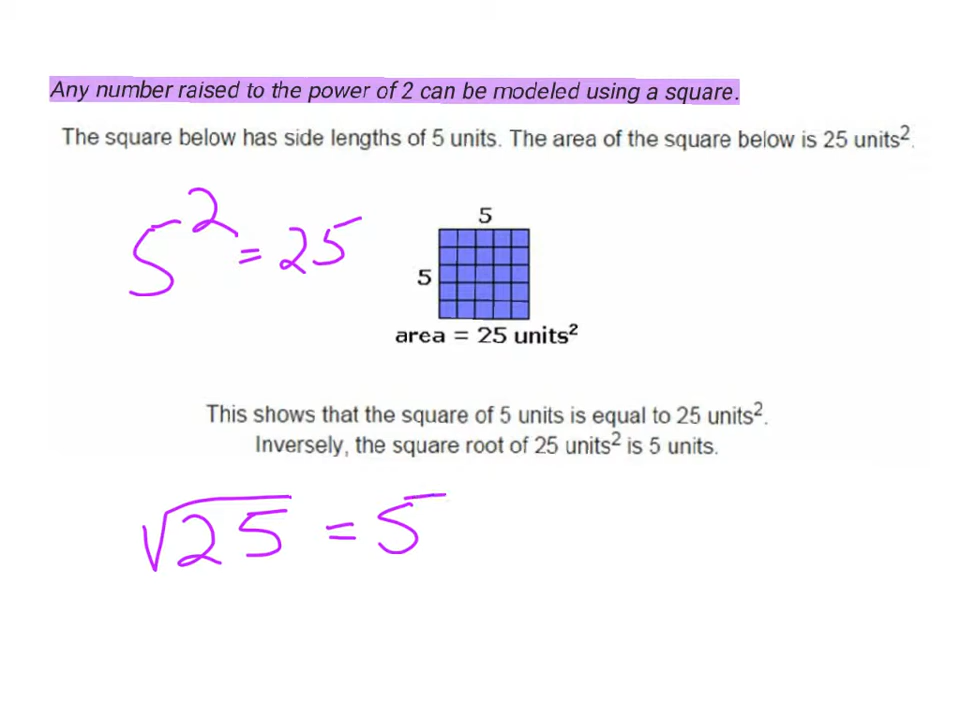 Any number raised to the power of 2 can be modeled using a square.
The square below has side lengths of 5 units. The area of the square below is 25 units².
5² = 25
5
5
area = 25 units²
This shows that the square of 5 units is equal to 25 units².
Inversely, the square root of 25 units² is 5 units.
√25 = 5